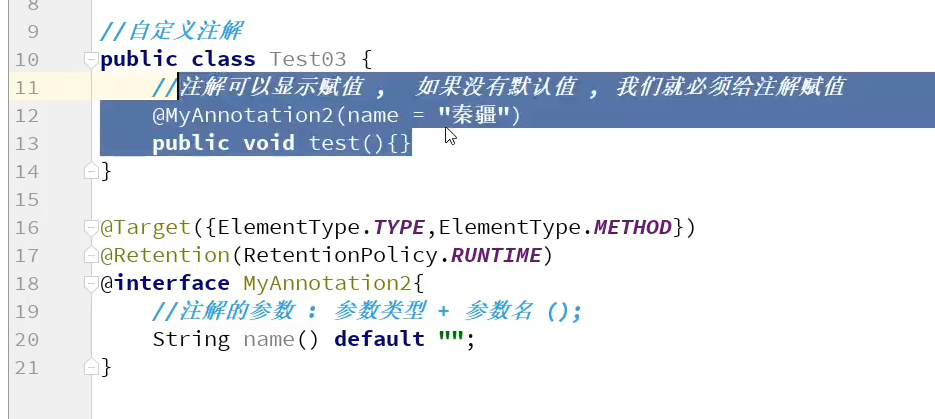 8
9 //自定义注解
10 public class Test03 {
11 //注解可以显示赋值 ， 如果没有默认值 ，我们就必须给注解赋值
12 @MyAnnotation2(name = "秦疆")
13 public void test(){}
14 }
15
16 @Target({ElementType.TYPE,ElementType.METHOD})
17 @Retention(RetentionPolicy.RUNTIME)
18 @interface MyAnnotation2{
19 //注解的参数 : 参数类型 + 参数名 ();
20 String name() default "";
21 }